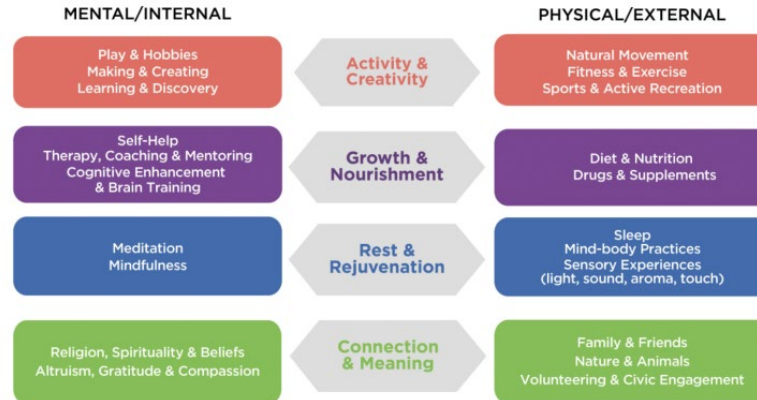 MENTAL/INTERNAL
PHYSICAL/EXTERNAL
Play & Hobbies
Making & Creating
Learning & Discovery
Activity &
Creativity
Natural Movement
Fitness & Exercise
Sports & Active Recreation
Self-Help
Therapy, Coaching & Mentoring
Cognitive Enhancement
& Brain Training
Growth &
Nourishment
Diet & Nutrition
Drugs & Supplements
Meditation
Mindfulness
Rest &
Rejuvenation
Sleep
Mind-body Practices
Sensory Experiences
(light, sound, aroma, touch)
Religion, Spirituality & Beliefs
Altruism, Gratitude & Compassion
Connection
& Meaning
Family & Friends
Nature & Animals
Volunteering & Civic Engagement